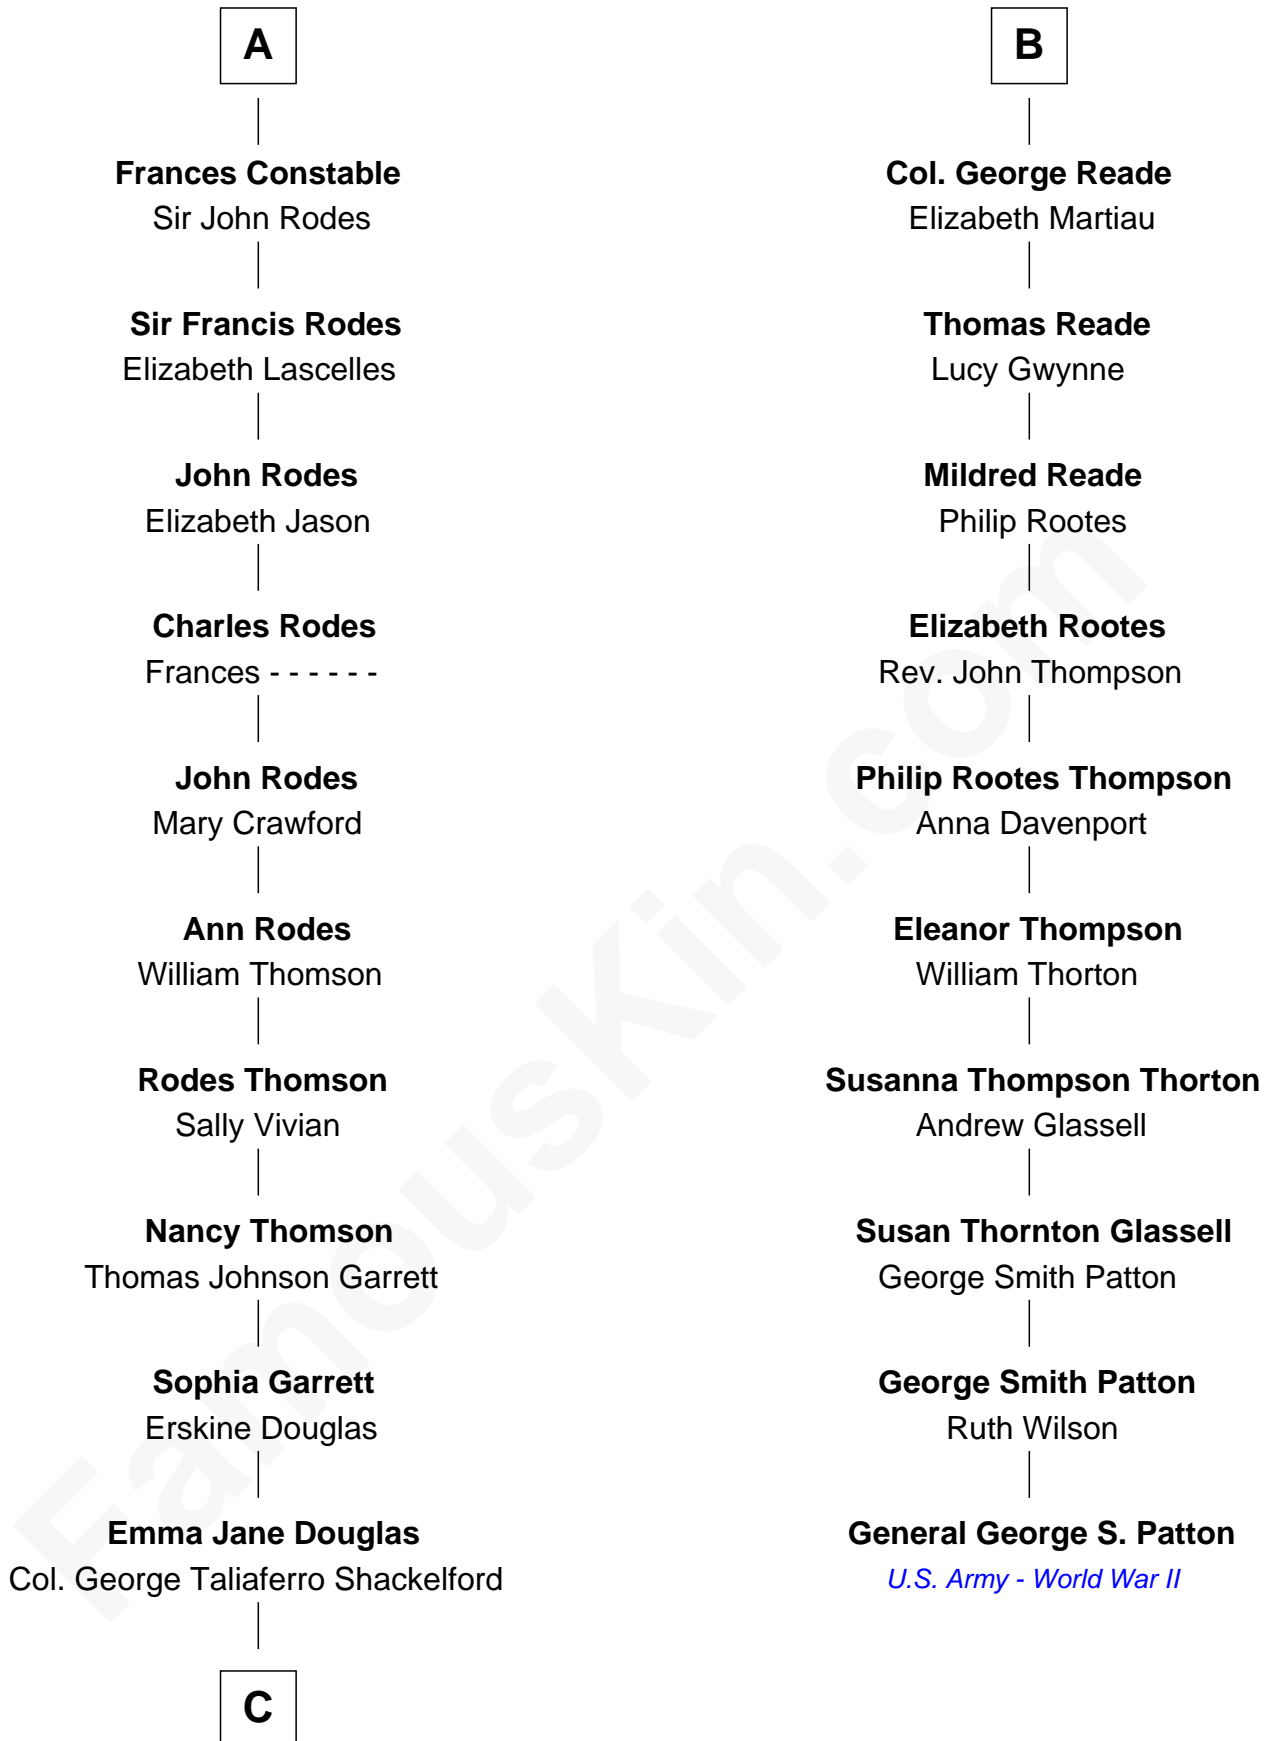 A
Frances Constable
Sir John Rodes
Sir Francis Rodes
Elizabeth Lascelles
John Rodes
Elizabeth Jason
Charles Rodes
Frances - - - - - -
John Rodes
Mary Crawford
Ann Rodes
William Thomson
Rodes Thomson
Sally Vivian
Nancy Thomson
Thomas Johnson Garrett
Sophia Garrett
Erskine Douglas
Emma Jane Douglas
Col. George Taliaferro Shackelford
C
B
Col. George Reade
Elizabeth Martiau
Thomas Reade
Lucy Gwynne
Mildred Reade
Philip Rootes
Elizabeth Rootes
Rev. John Thompson
Philip Rootes Thompson
Anna Davenport
Eleanor Thompson
William Thorton
Susanna Thompson Thorton
Andrew Glassell
Susan Thornton Glassell
George Smith Patton
George Smith Patton
Ruth Wilson
General George S. Patton
U.S. Army - World War II
FamousKin.com